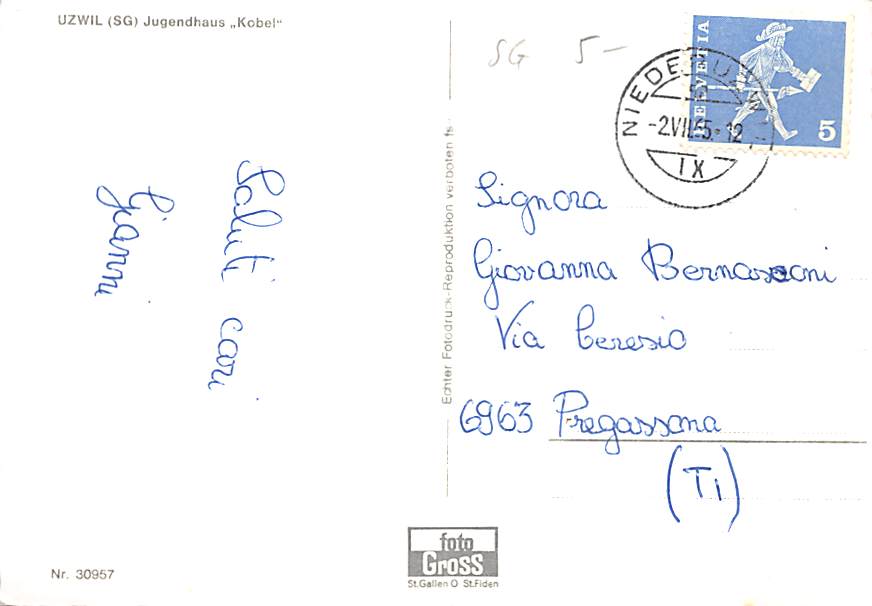 UZWIL (SG) Jugendhaus „Kobel“
SG 5–
HELVETIA
5
NIEDERUZWIL
-2.VII.65.-12
IX
Saluti cari
Gianni
Echter Fotodruck-Reproduktion verboten fs
Signora
Giovanna Bernasconi
Via Ceresio
6963 Pregassona
(Ti)
foto
Gross
St.Gallen O St.Fiden
Nr. 30957